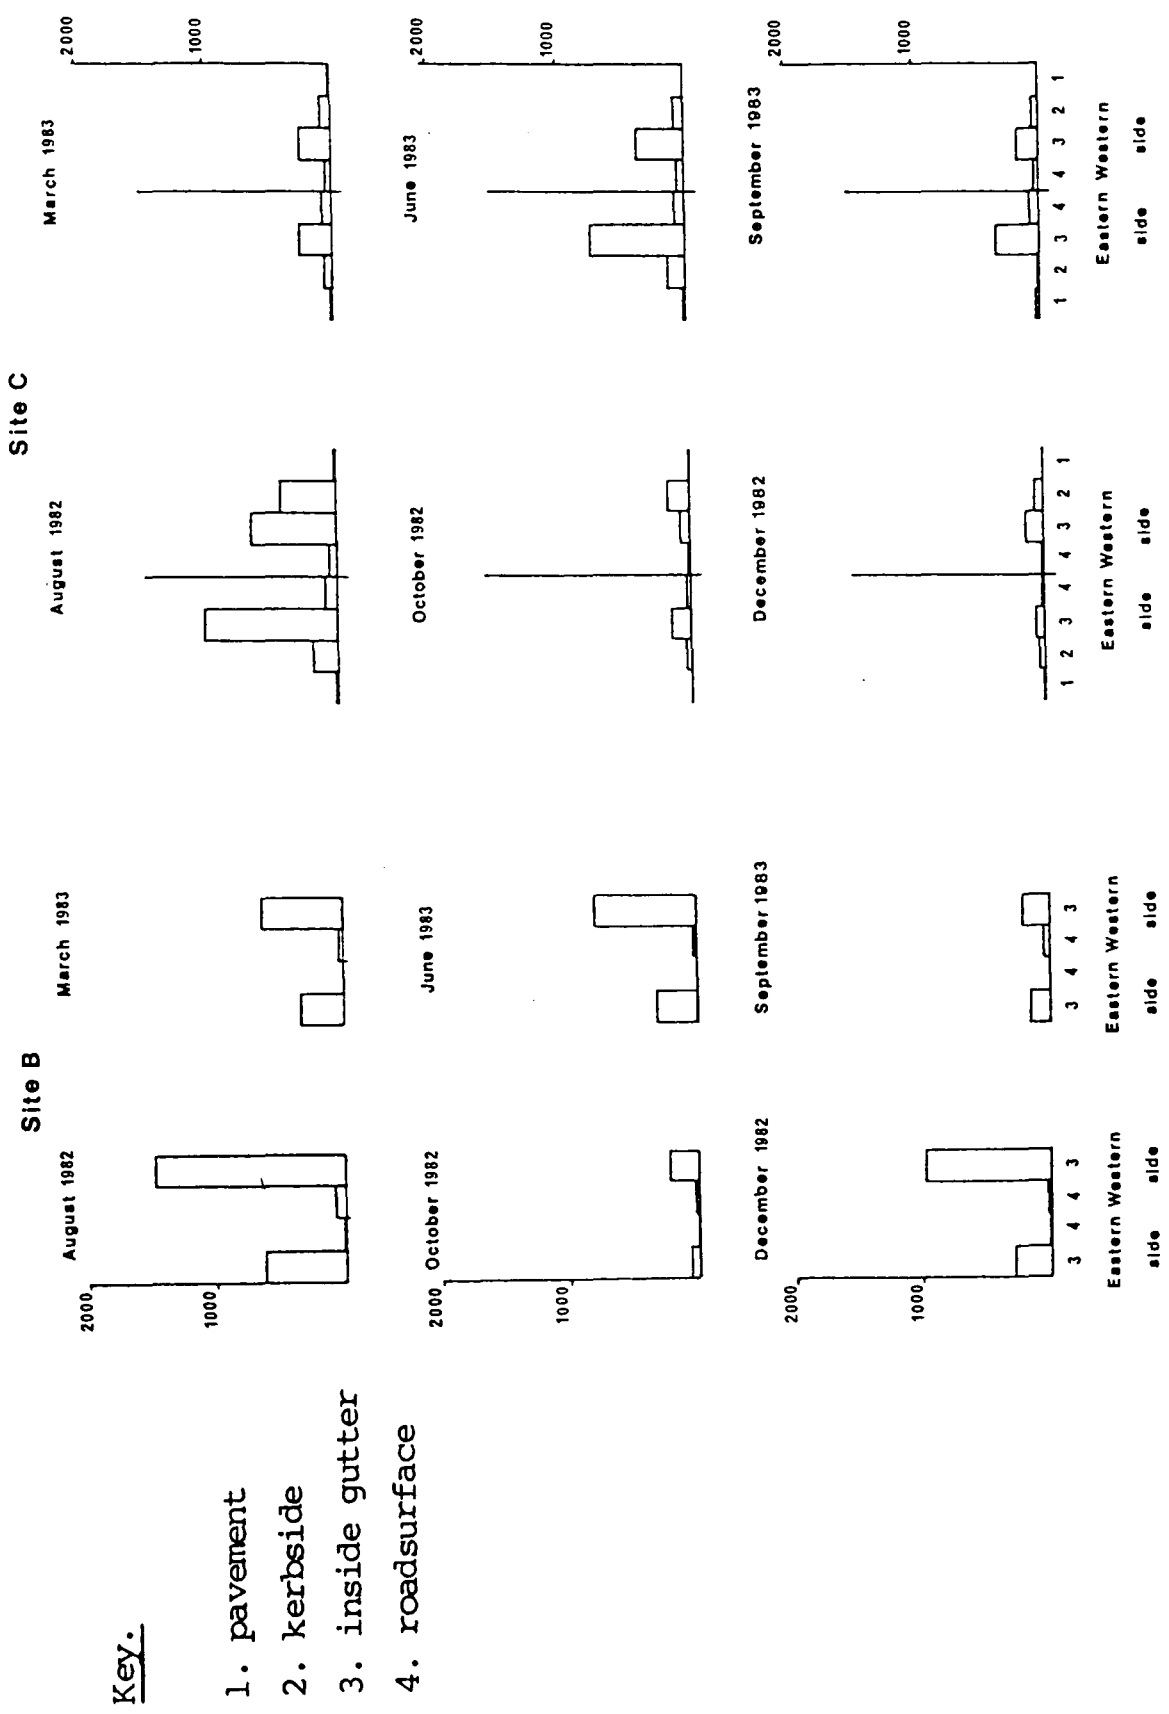 Site B
Site C
Key.
1. pavement
2. kerbside
3. inside gutter
4. roadsurface
August 1982
March 1983
August 1982
March 1983
2000
1000
2000
1000
October 1982
June 1983
October 1982
June 1983
2000
1000
2000
1000
December 1982
September 1983
December 1982
September 1983
2000
1000
2000
1000
3 4 4 3
3 4 4 3
1 2 3 4 4 3 2 1
1 2 3 4 4 3 2 1
Eastern Western
side side
Eastern Western
side side
Eastern Western
side side
Eastern Western
side side